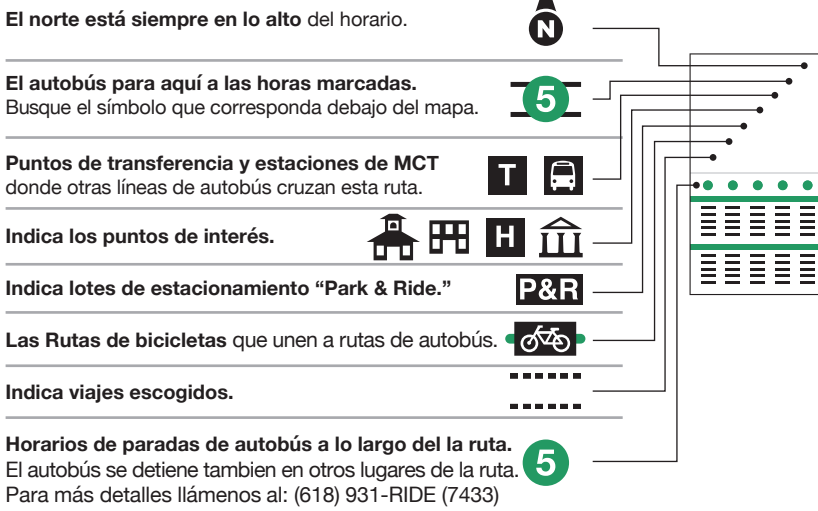 El norte está siempre en lo alto del horario.
N
El autobús para aquí a las horas marcadas.
Busque el símbolo que corresponda debajo del mapa.
5
Puntos de transferencia y estaciones de MCT
donde otras líneas de autobús cruzan esta ruta.
T
Indica los puntos de interés.
H
Indica lotes de estacionamiento “Park & Ride.”
P&R
Las Rutas de bicicletas que unen a rutas de autobús.
Indica viajes escogidos.
Horarios de paradas de autobús a lo largo del la ruta.
El autobús se detiene tambien en otros lugares de la ruta.
Para más detalles llámenos al: (618) 931-RIDE (7433)
5